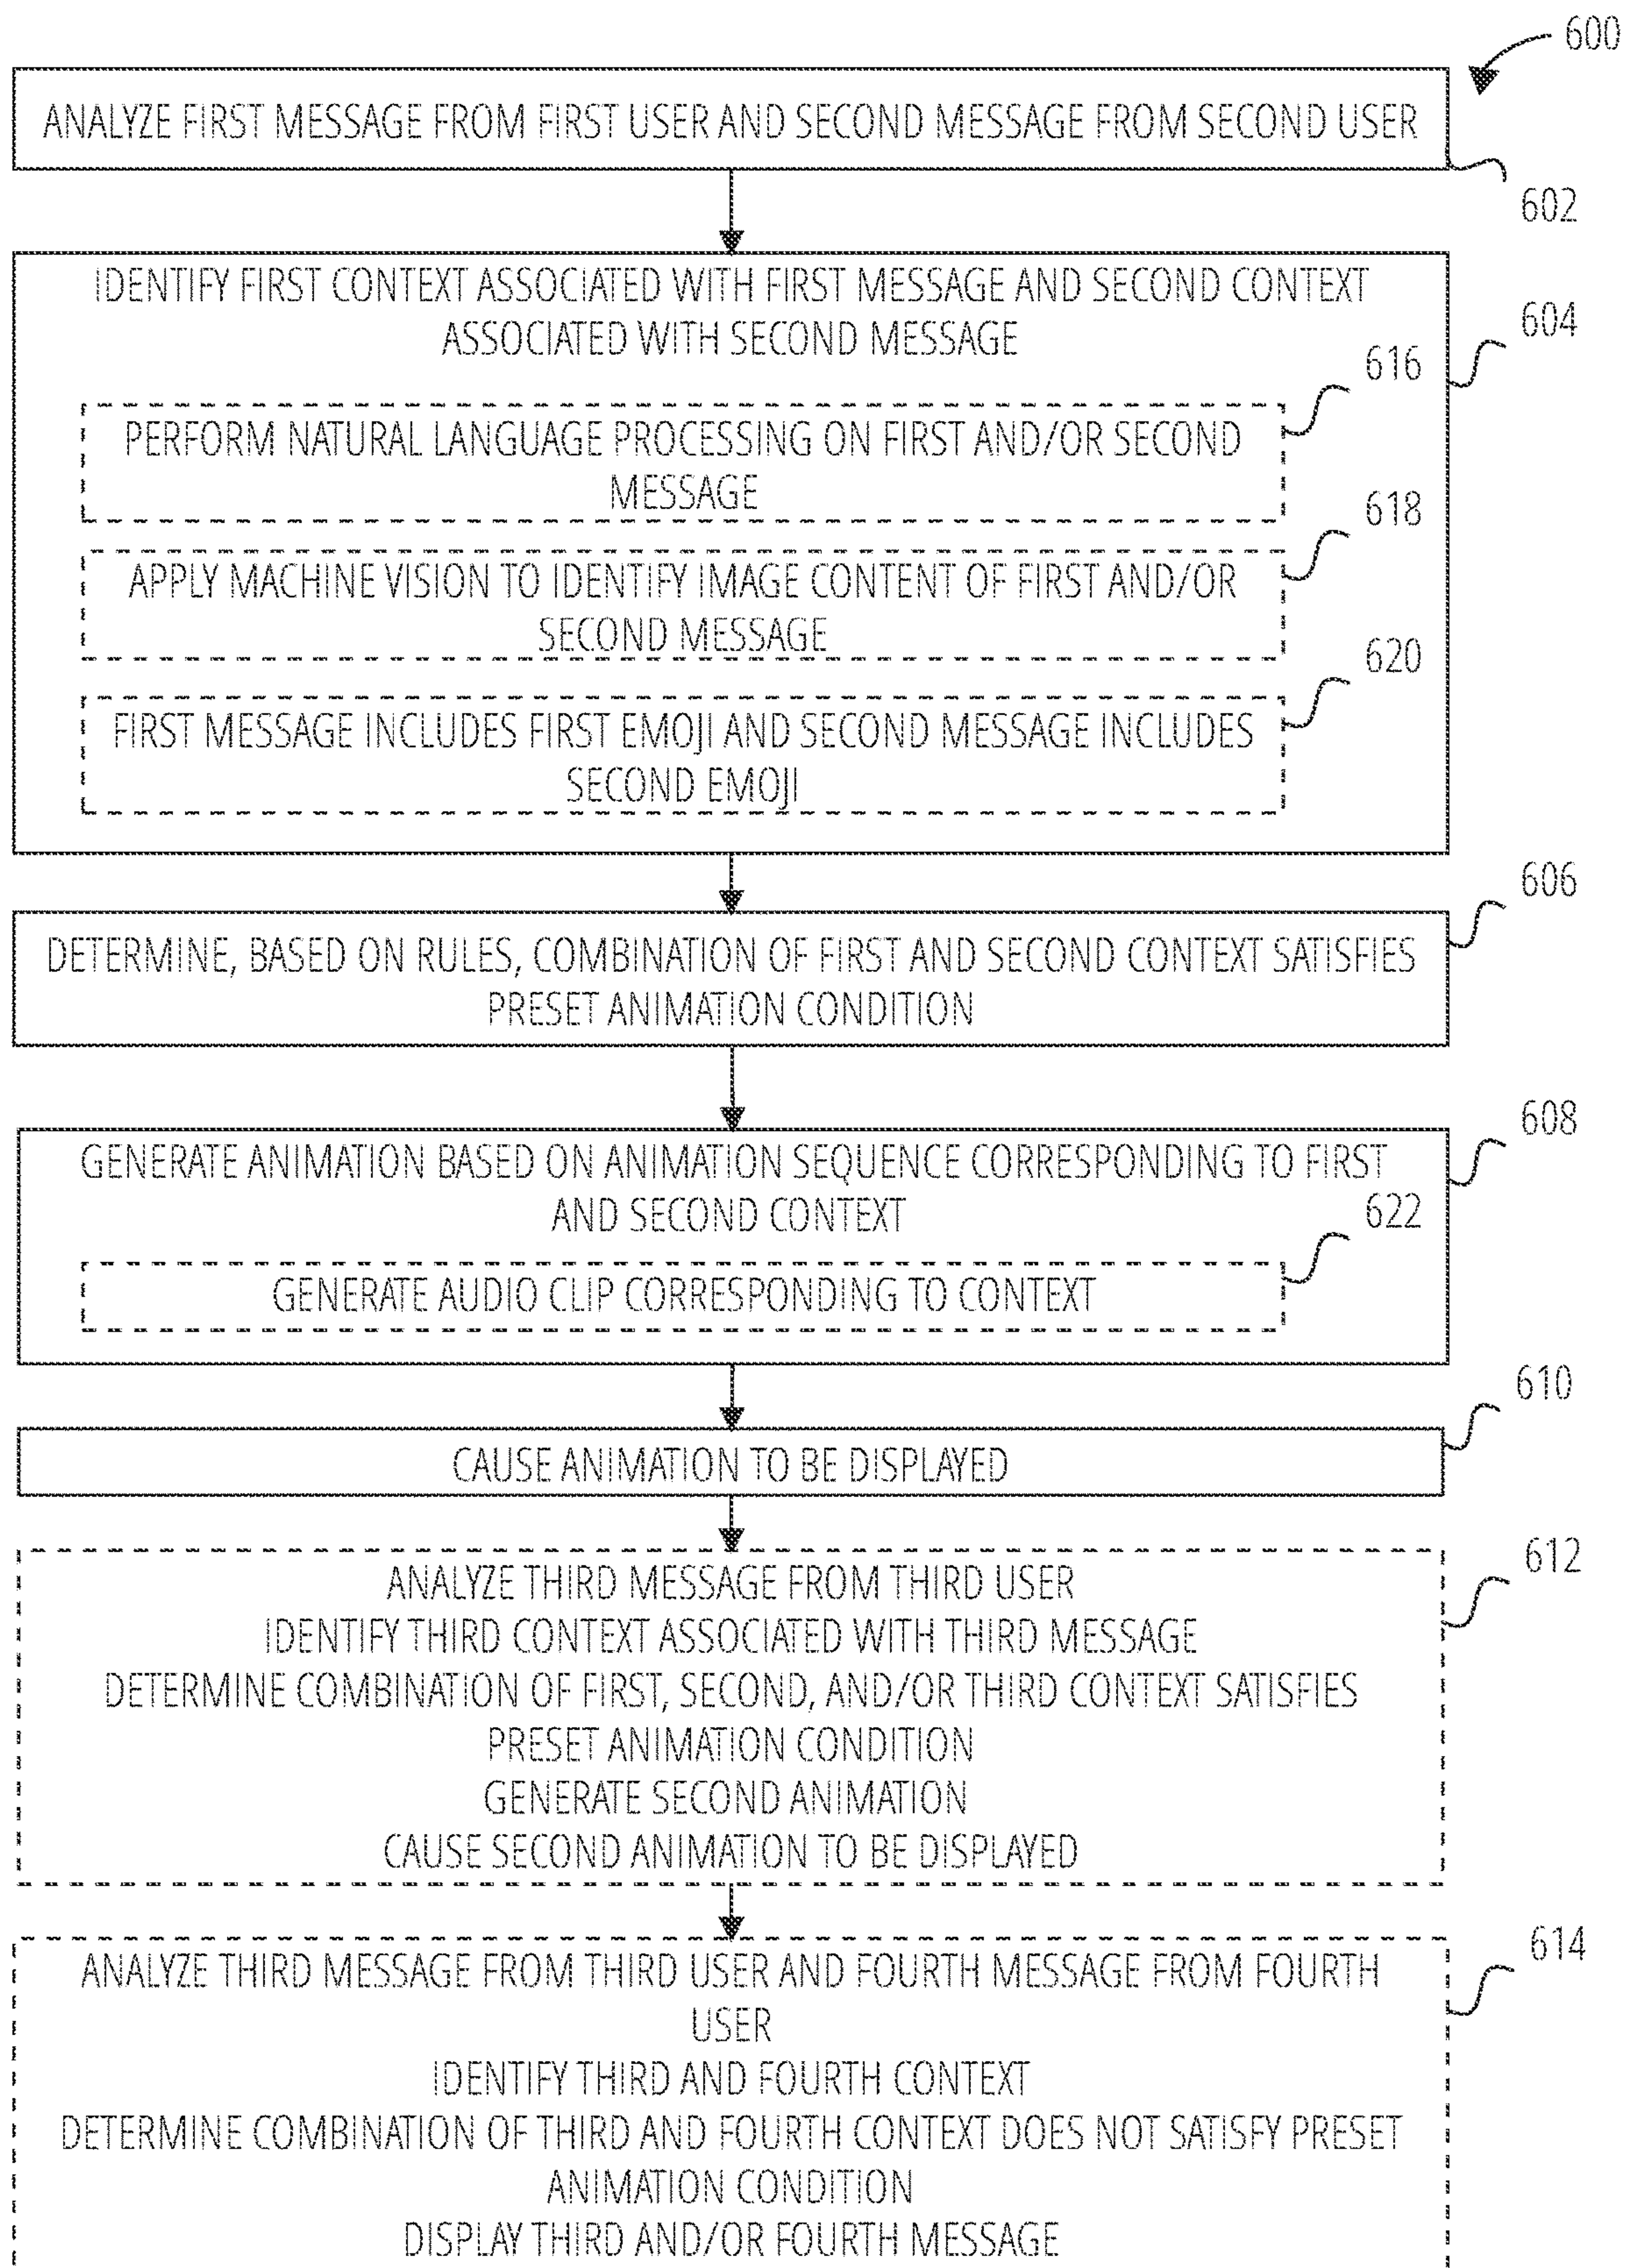 600
ANALYZE FIRST MESSAGE FROM FIRST USER AND SECOND MESSAGE FROM SECOND USER
602
IDENTIFY FIRST CONTEXT ASSOCIATED WITH FIRST MESSAGE AND SECOND CONTEXT
ASSOCIATED WITH SECOND MESSAGE
604
616
PERFORM NATURAL LANGUAGE PROCESSING ON FIRST AND/OR SECOND
MESSAGE
618
APPLY MACHINE VISION TO IDENTIFY IMAGE CONTENT OF FIRST AND/OR
SECOND MESSAGE
620
FIRST MESSAGE INCLUDES FIRST EMOJI AND SECOND MESSAGE INCLUDES
SECOND EMOJI
606
DETERMINE, BASED ON RULES, COMBINATION OF FIRST AND SECOND CONTEXT SATISFIES
PRESET ANIMATION CONDITION
608
GENERATE ANIMATION BASED ON ANIMATION SEQUENCE CORRESPONDING TO FIRST
AND SECOND CONTEXT
622
GENERATE AUDIO CLIP CORRESPONDING TO CONTEXT
610
CAUSE ANIMATION TO BE DISPLAYED
612
ANALYZE THIRD MESSAGE FROM THIRD USER
IDENTIFY THIRD CONTEXT ASSOCIATED WITH THIRD MESSAGE
DETERMINE COMBINATION OF FIRST, SECOND, AND/OR THIRD CONTEXT SATISFIES
PRESET ANIMATION CONDITION
GENERATE SECOND ANIMATION
CAUSE SECOND ANIMATION TO BE DISPLAYED
614
ANALYZE THIRD MESSAGE FROM THIRD USER AND FOURTH MESSAGE FROM FOURTH
USER
IDENTIFY THIRD AND FOURTH CONTEXT
DETERMINE COMBINATION OF THIRD AND FOURTH CONTEXT DOES NOT SATISFY PRESET
ANIMATION CONDITION
DISPLAY THIRD AND/OR FOURTH MESSAGE